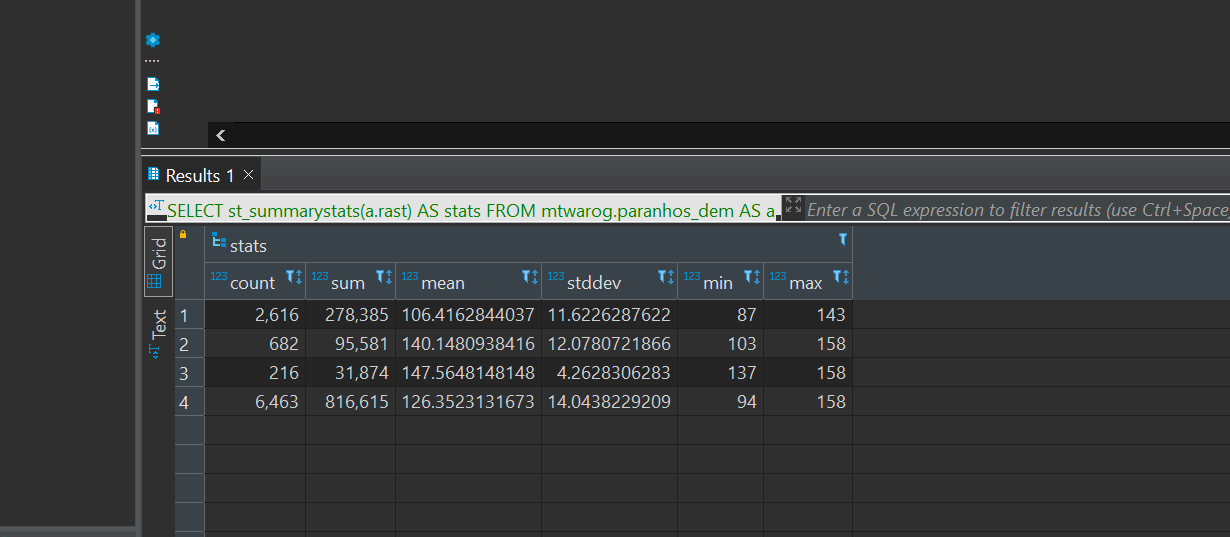 Results 1
SELECT st_summarystats(a.rast) AS stats FROM mtwarog.paranhos_dem AS a
Enter a SQL expression to filter results (use Ctrl+Space
Grid
Text
stats
123 count 123 sum 123 mean 123 stddev 123 min 123 max
1 2,616 278,385 106.4162844037 11.6226287622 87 143
2 682 95,581 140.1480938416 12.0780721866 103 158
3 216 31,874 147.5648148148 4.2628306283 137 158
4 6,463 816,615 126.3523131673 14.0438229209 94 158